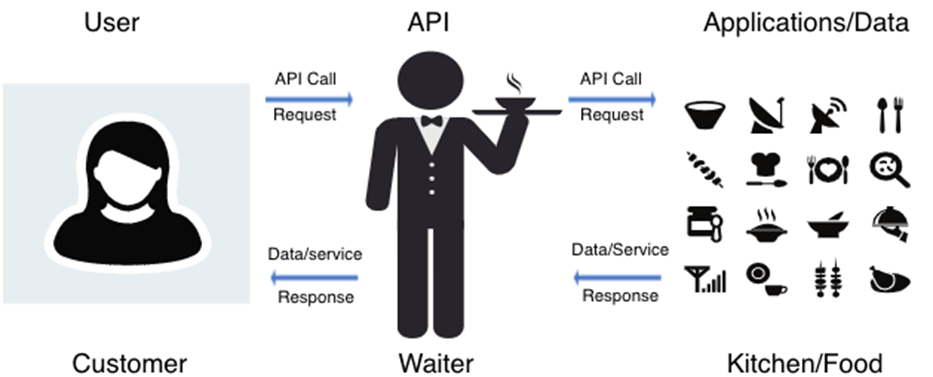 User
API
Applications/Data
API Call
Request
API Call
Request
Data/service
Response
Data/Service
Response
Customer
Waiter
Kitchen/Food